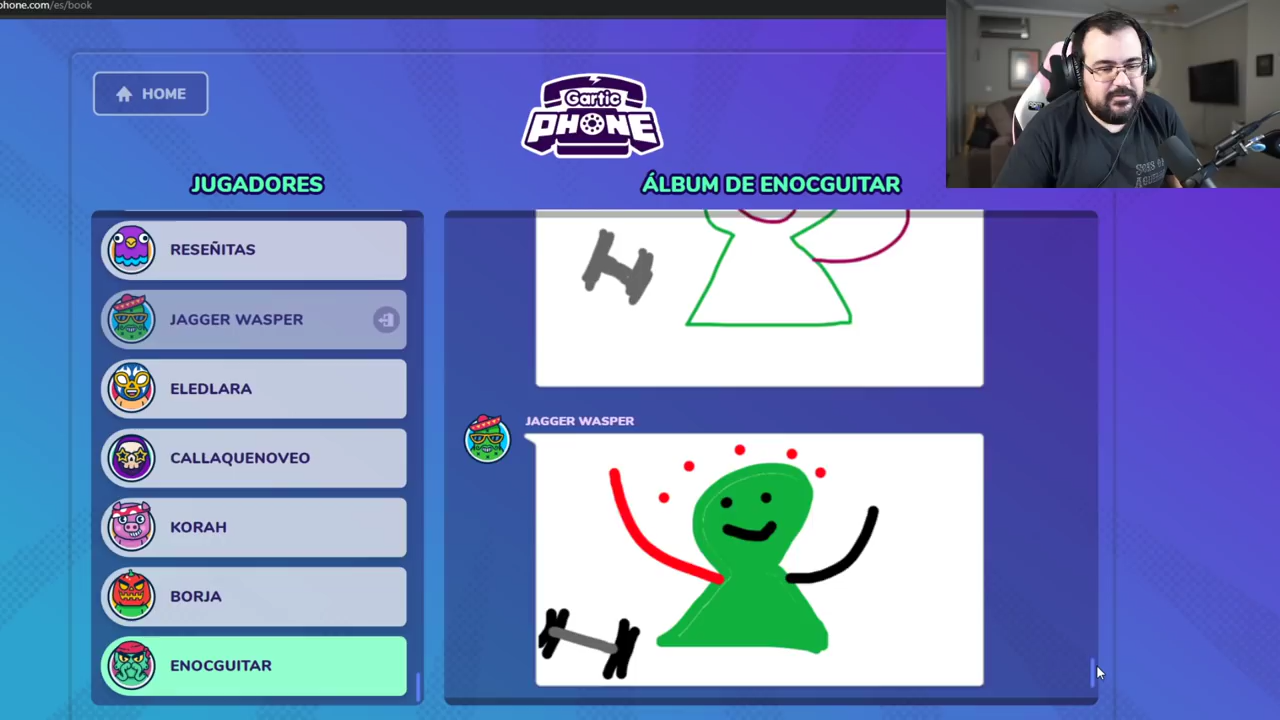 phone.com/es/book
HOME
Gartic
PHONE
JUGADORES
ÁLBUM DE ENOCGUITAR
RESEÑITAS
JAGGER WASPER
ELEDLARA
CALLAQUENOVEO
KORAH
BORJA
ENOCGUITAR
JAGGER WASPER